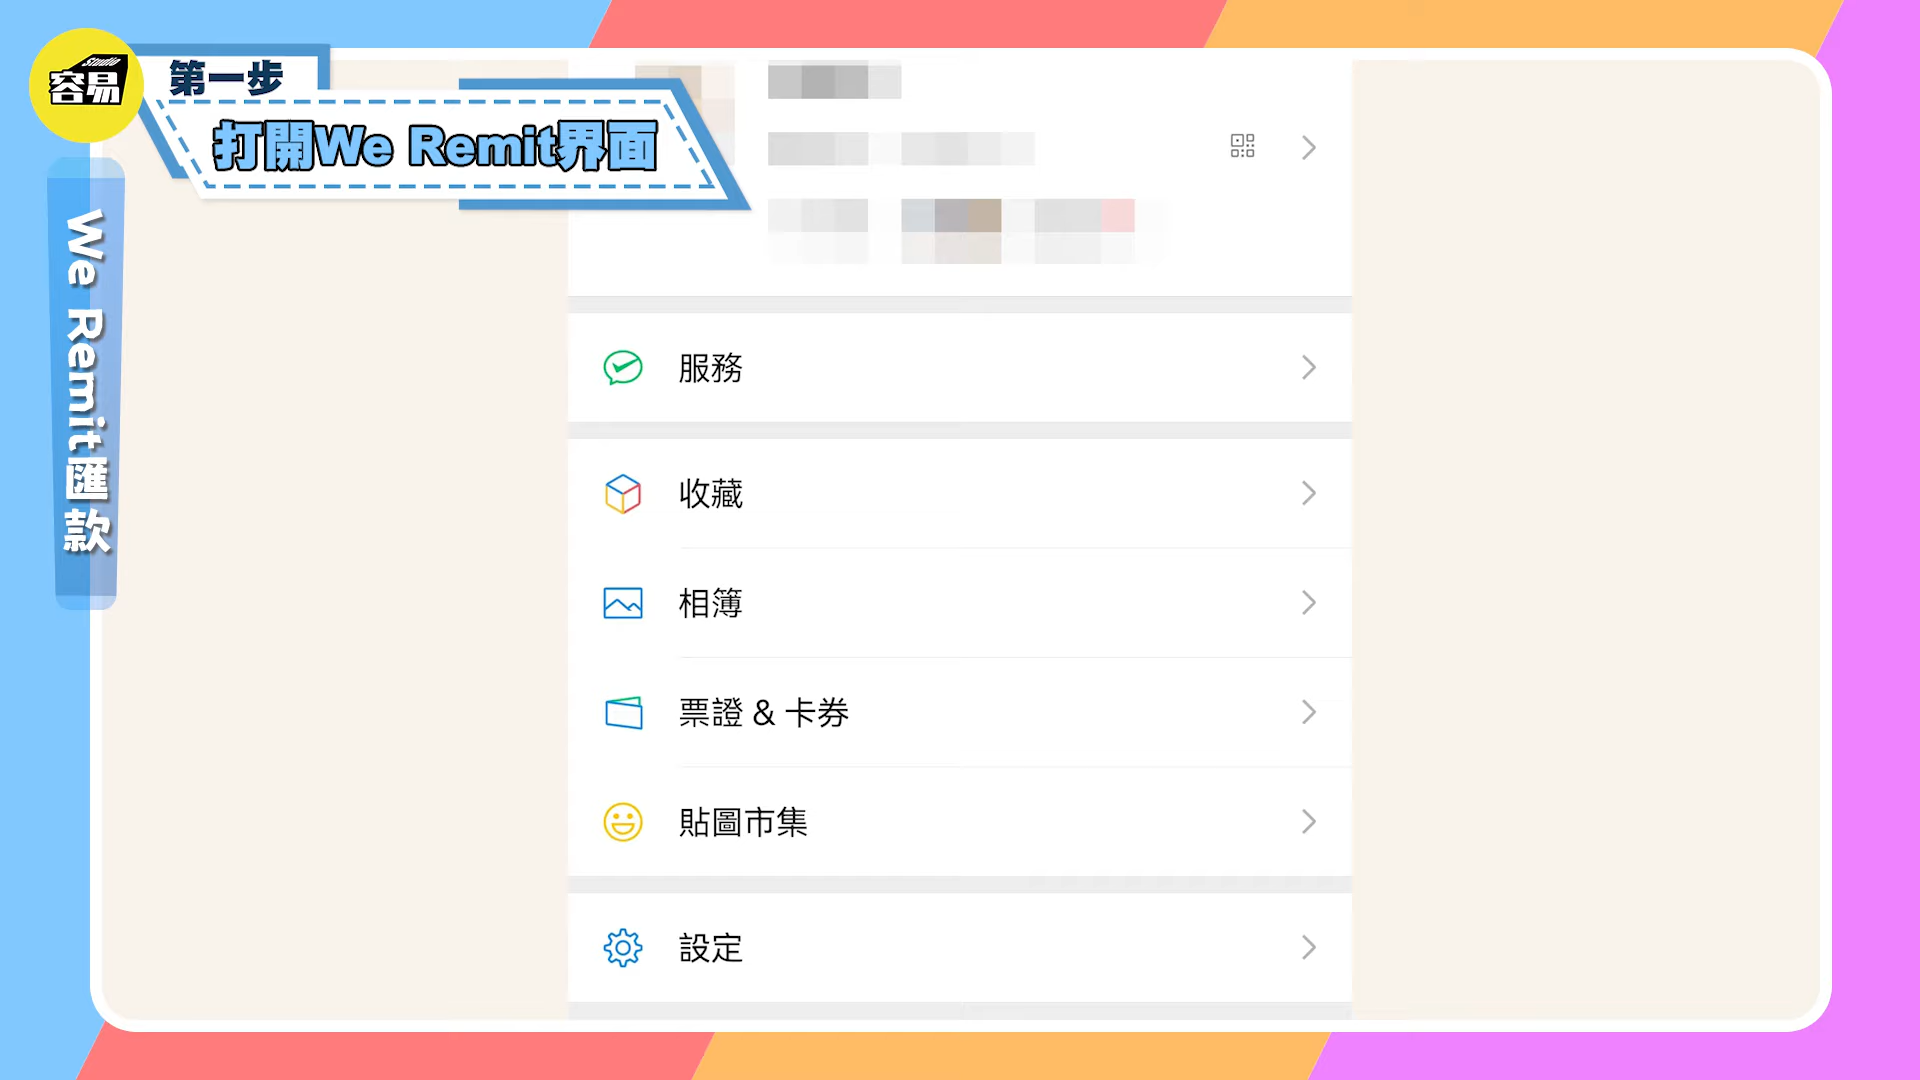 Studio
容易
第一步
打開We Remit界面
We Remit匯款
服務
收藏
相簿
票證 & 卡券
貼圖市集
設定